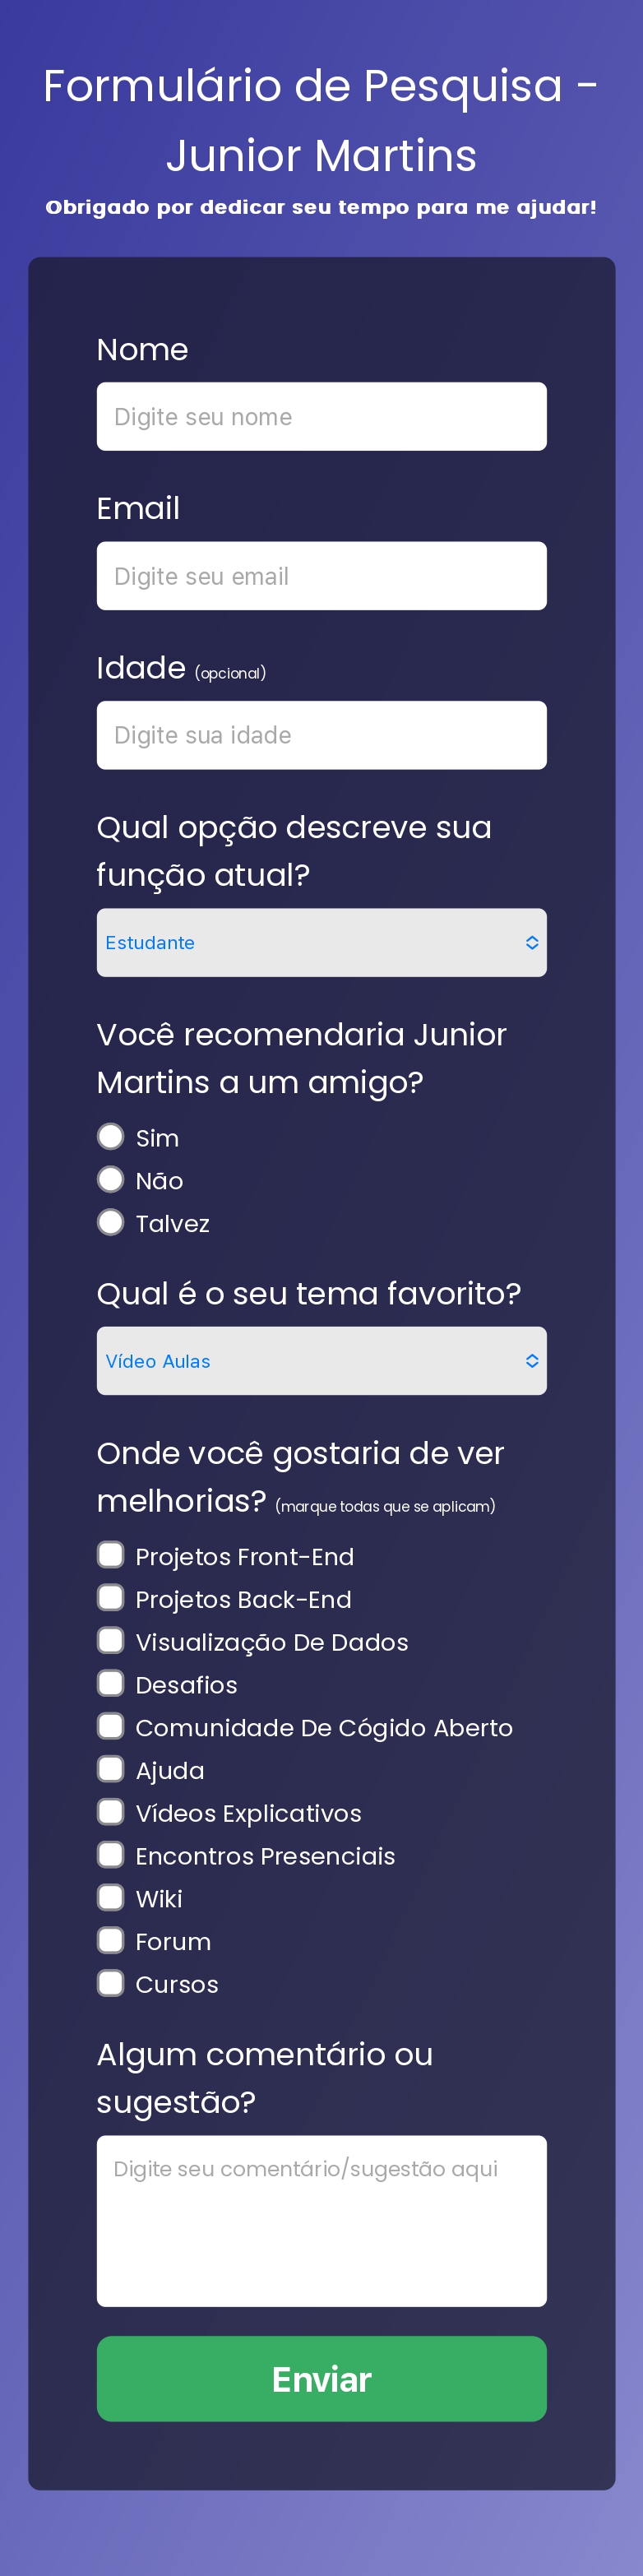 Formulário de Pesquisa -
Junior Martins
Obrigado por dedicar seu tempo para me ajudar!
Nome
Digite seu nome
Email
Digite seu email
Idade (opcional)
Digite sua idade
Qual opção descreve sua
função atual?
Estudante
Você recomendaria Junior
Martins a um amigo?
Sim
Não
Talvez
Qual é o seu tema favorito?
Vídeo Aulas
Onde você gostaria de ver
melhorias? (marque todas que se aplicam)
Projetos Front-End
Projetos Back-End
Visualização De Dados
Desafios
Comunidade De Cógido Aberto
Ajuda
Vídeos Explicativos
Encontros Presenciais
Wiki
Forum
Cursos
Algum comentário ou
sugestão?
Digite seu comentário/sugestão aqui
Enviar